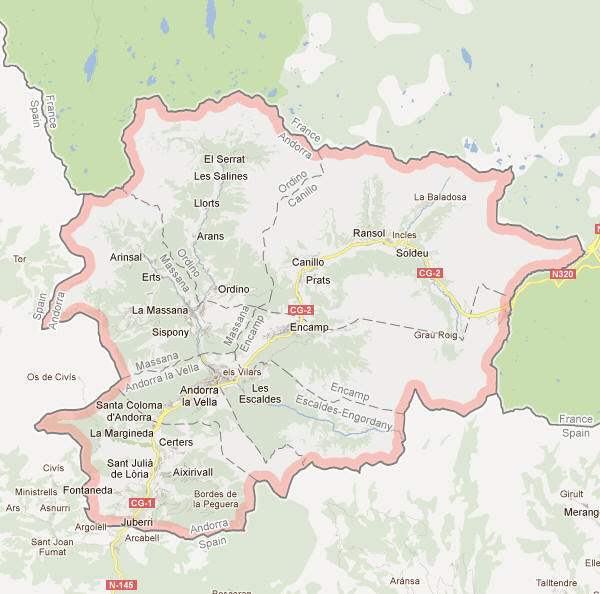 France
Spain
France
Andorra
El Serrat
Les Salines
Ordino
Canillo
La Baladosa
Llorts
Ransol
Incles
Arans
Soldeu
Tor
Arinsal
Canillo
CG-2
N320
N
Erts
Massana
Ordino
Prats
Ordino
Spain
Andorra
La Massana
CG-2
Massana
Encamp
Encamp
Sispony
Grau Roig
Massana
Andorra la Vella
els Vilars
Os de Civís
Andorra
la Vella
Les
Escaldes
Encamp
Escaldes-Engordany
Santa Coloma
d'Andorra
France
Spain
La Margineda
Certers
Civís
Sant Julià
de Lòria
Aixirivall
Ministrells
Fontaneda
Bordes de
la Peguera
Girult
Ars
Asnurri
CG-1
Merang
Argolell
Juberri
Andorra
Spain
Sant Joan
Fumat
Arcabell
N-145
Aránsa
Talltendre